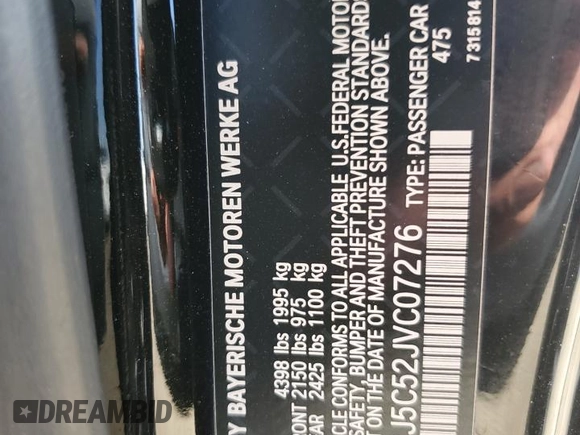 Y BAYERISCHE MOTOREN WERKE AG
4398 lbs 1995 kg
RONT 2150 lbs 975 kg
AR 2425 lbs 1100 kg
CLE CONFORMS TO ALL APPLICABLE U.S.FEDERAL MOTOR
SAFETY, BUMPER AND THEFT PREVENTION STANDARDS
ON THE DATE OF MANUFACTURE SHOWN ABOVE.
J5C52JVC07276 TYPE: PASSENGER CAR
475
7 315 814
DREAMBID